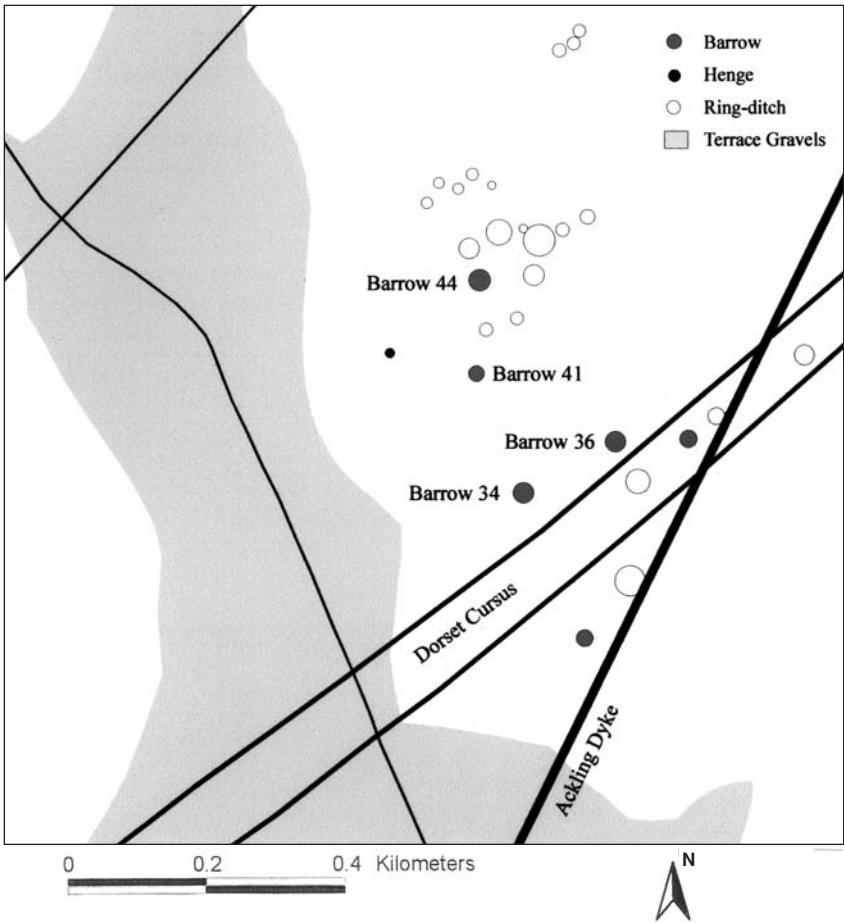 Barrow
Henge
Ring-ditch
Terrace Gravels
Barrow 44
Barrow 41
Barrow 36
Barrow 34
Dorset Cursus
Ackling Dyke
0 0.2 0.4 Kilometers
N